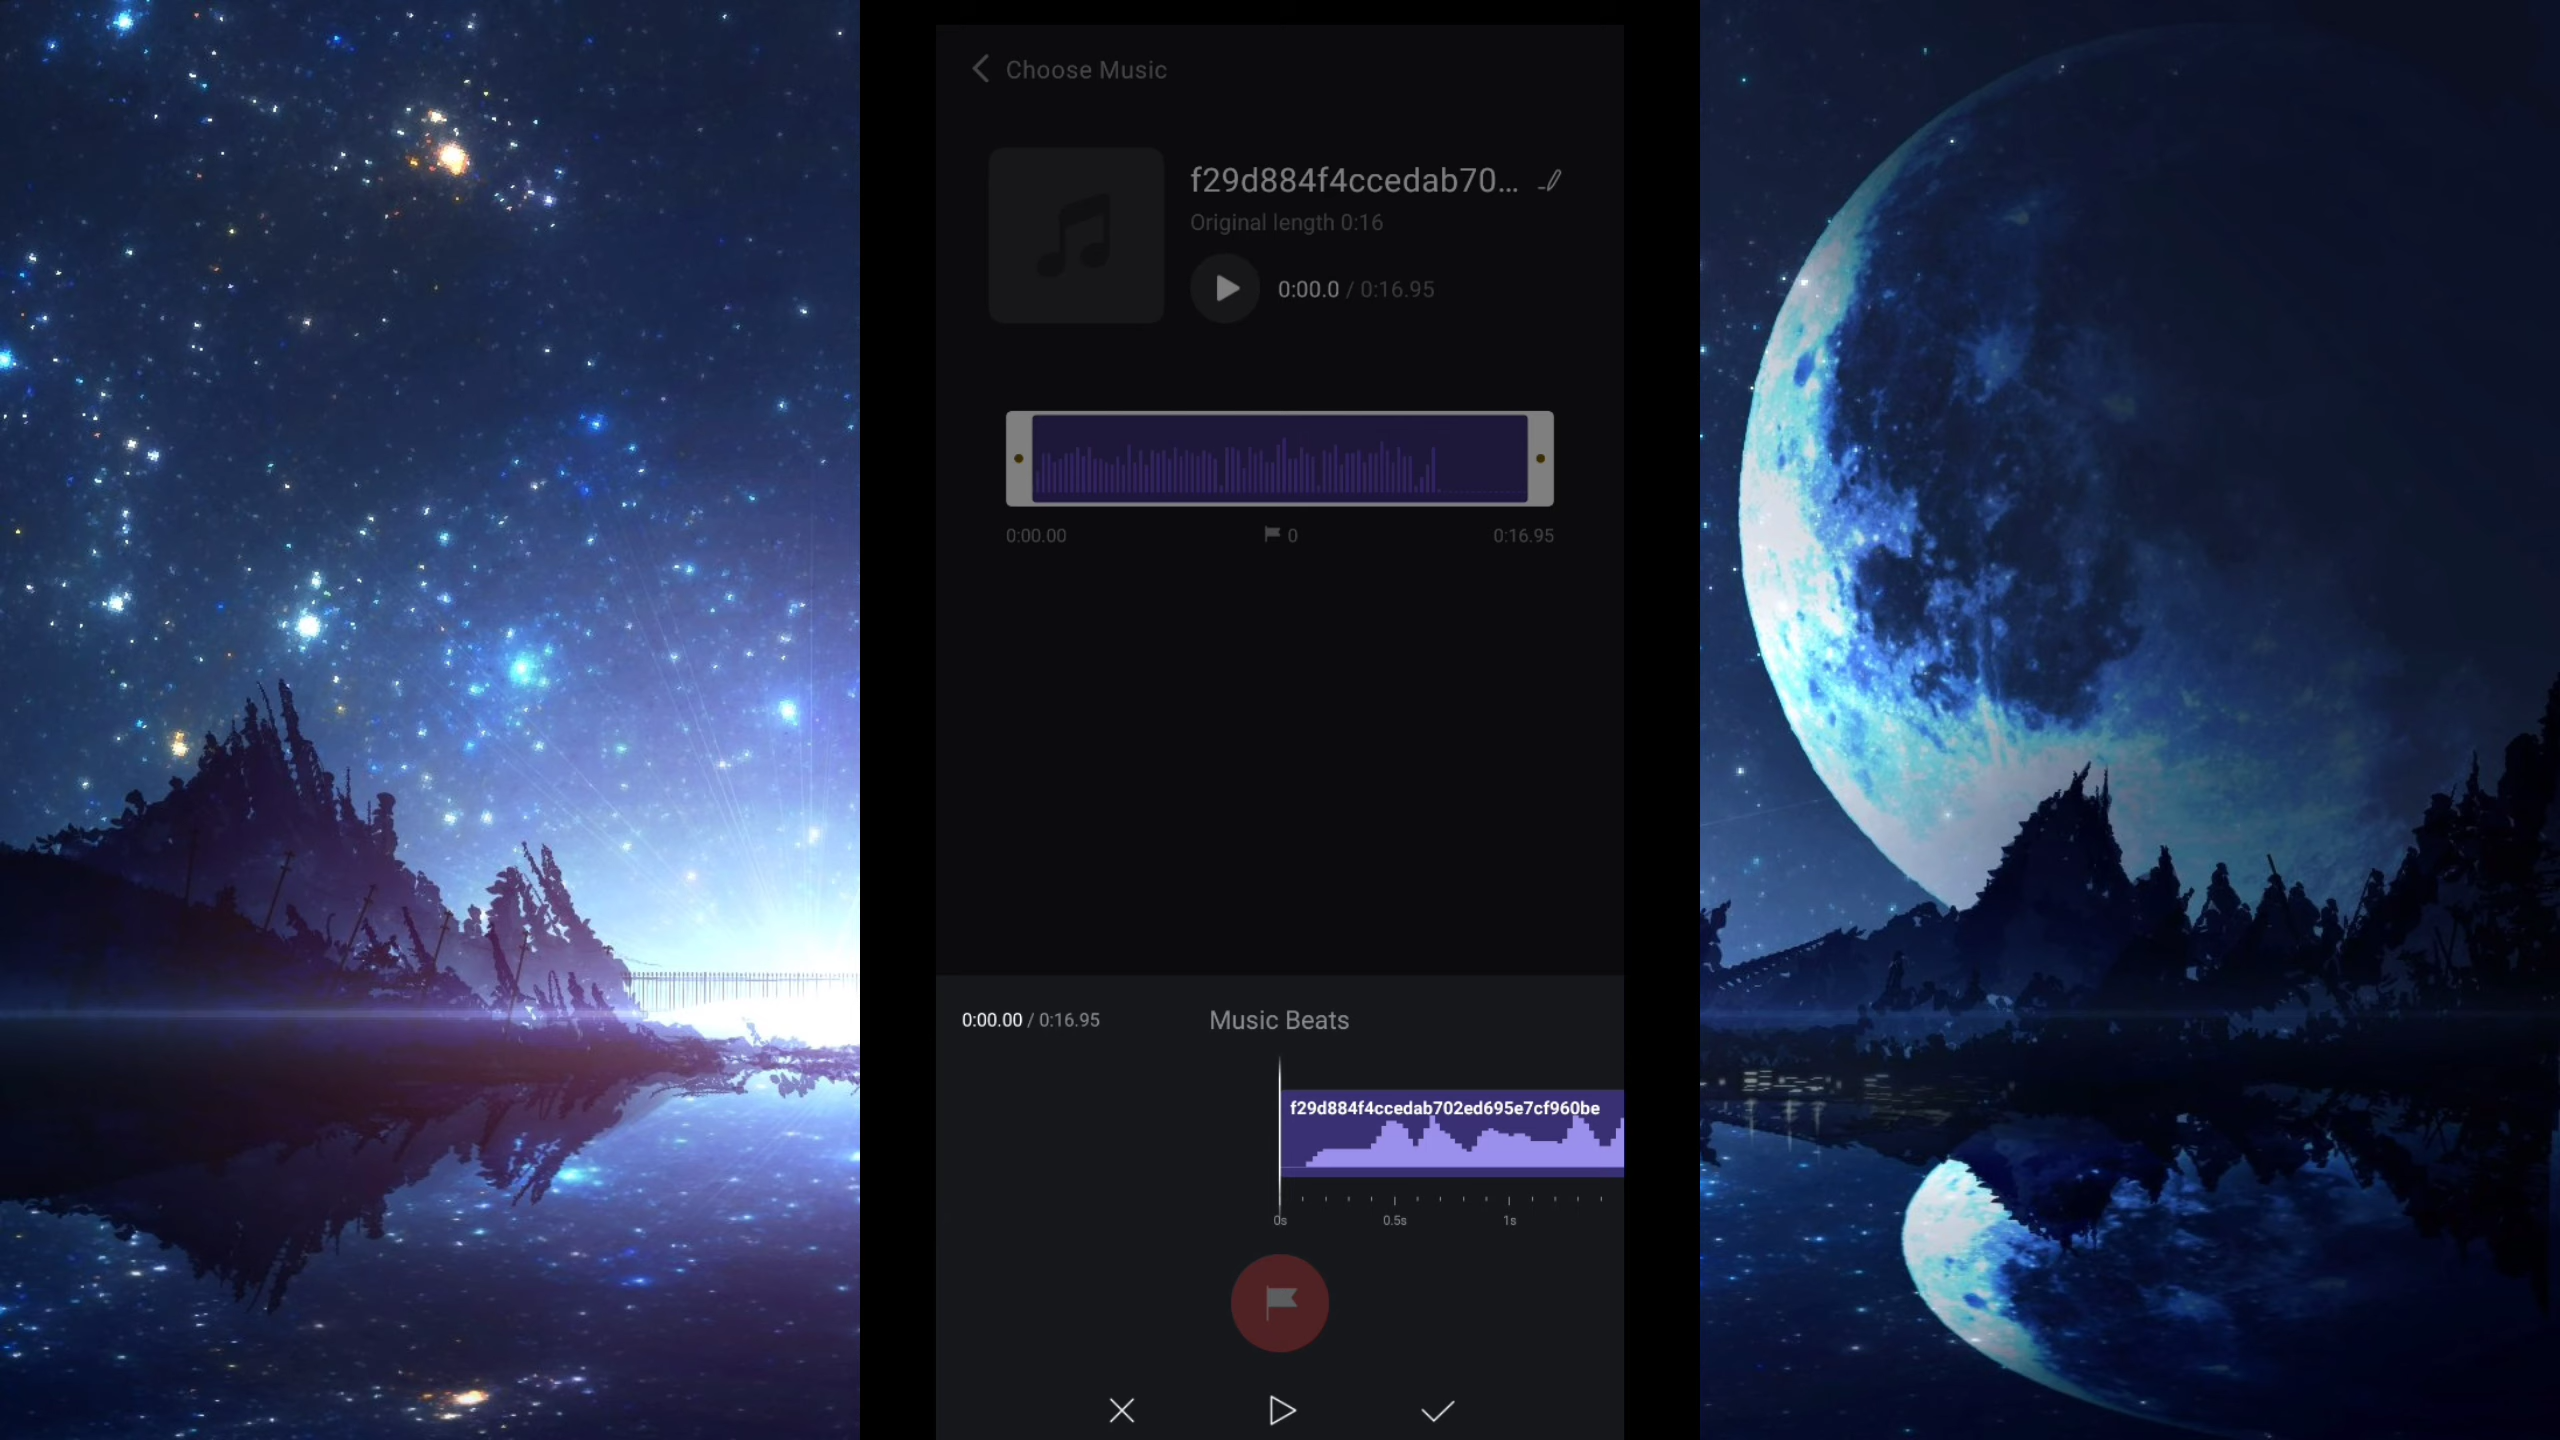 Choose Music
f29d884f4ccedab70...
Original length 0:16
0:00.0 / 0:16.95
0:00.00
0
0:16.95
0:00.00 / 0:16.95
Music Beats
f29d884f4ccedab702ed695e7cf960be
0s
0.5s
1s